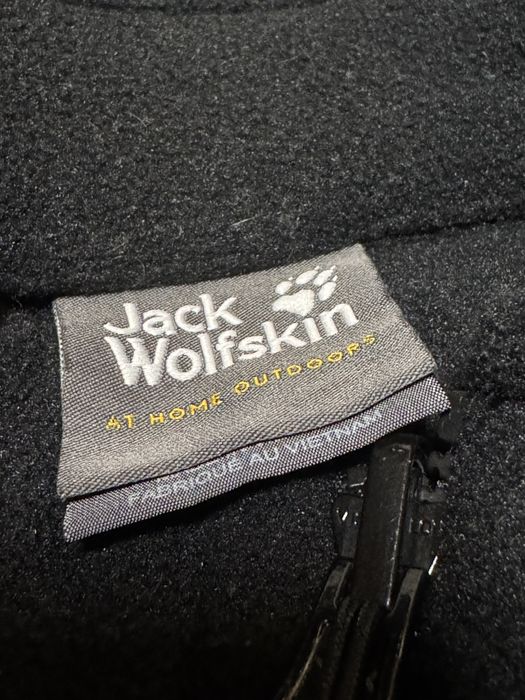 Jack
Wolfskin
AT HOME OUTDOORS
FABRIQUÉ AU VIETNAM